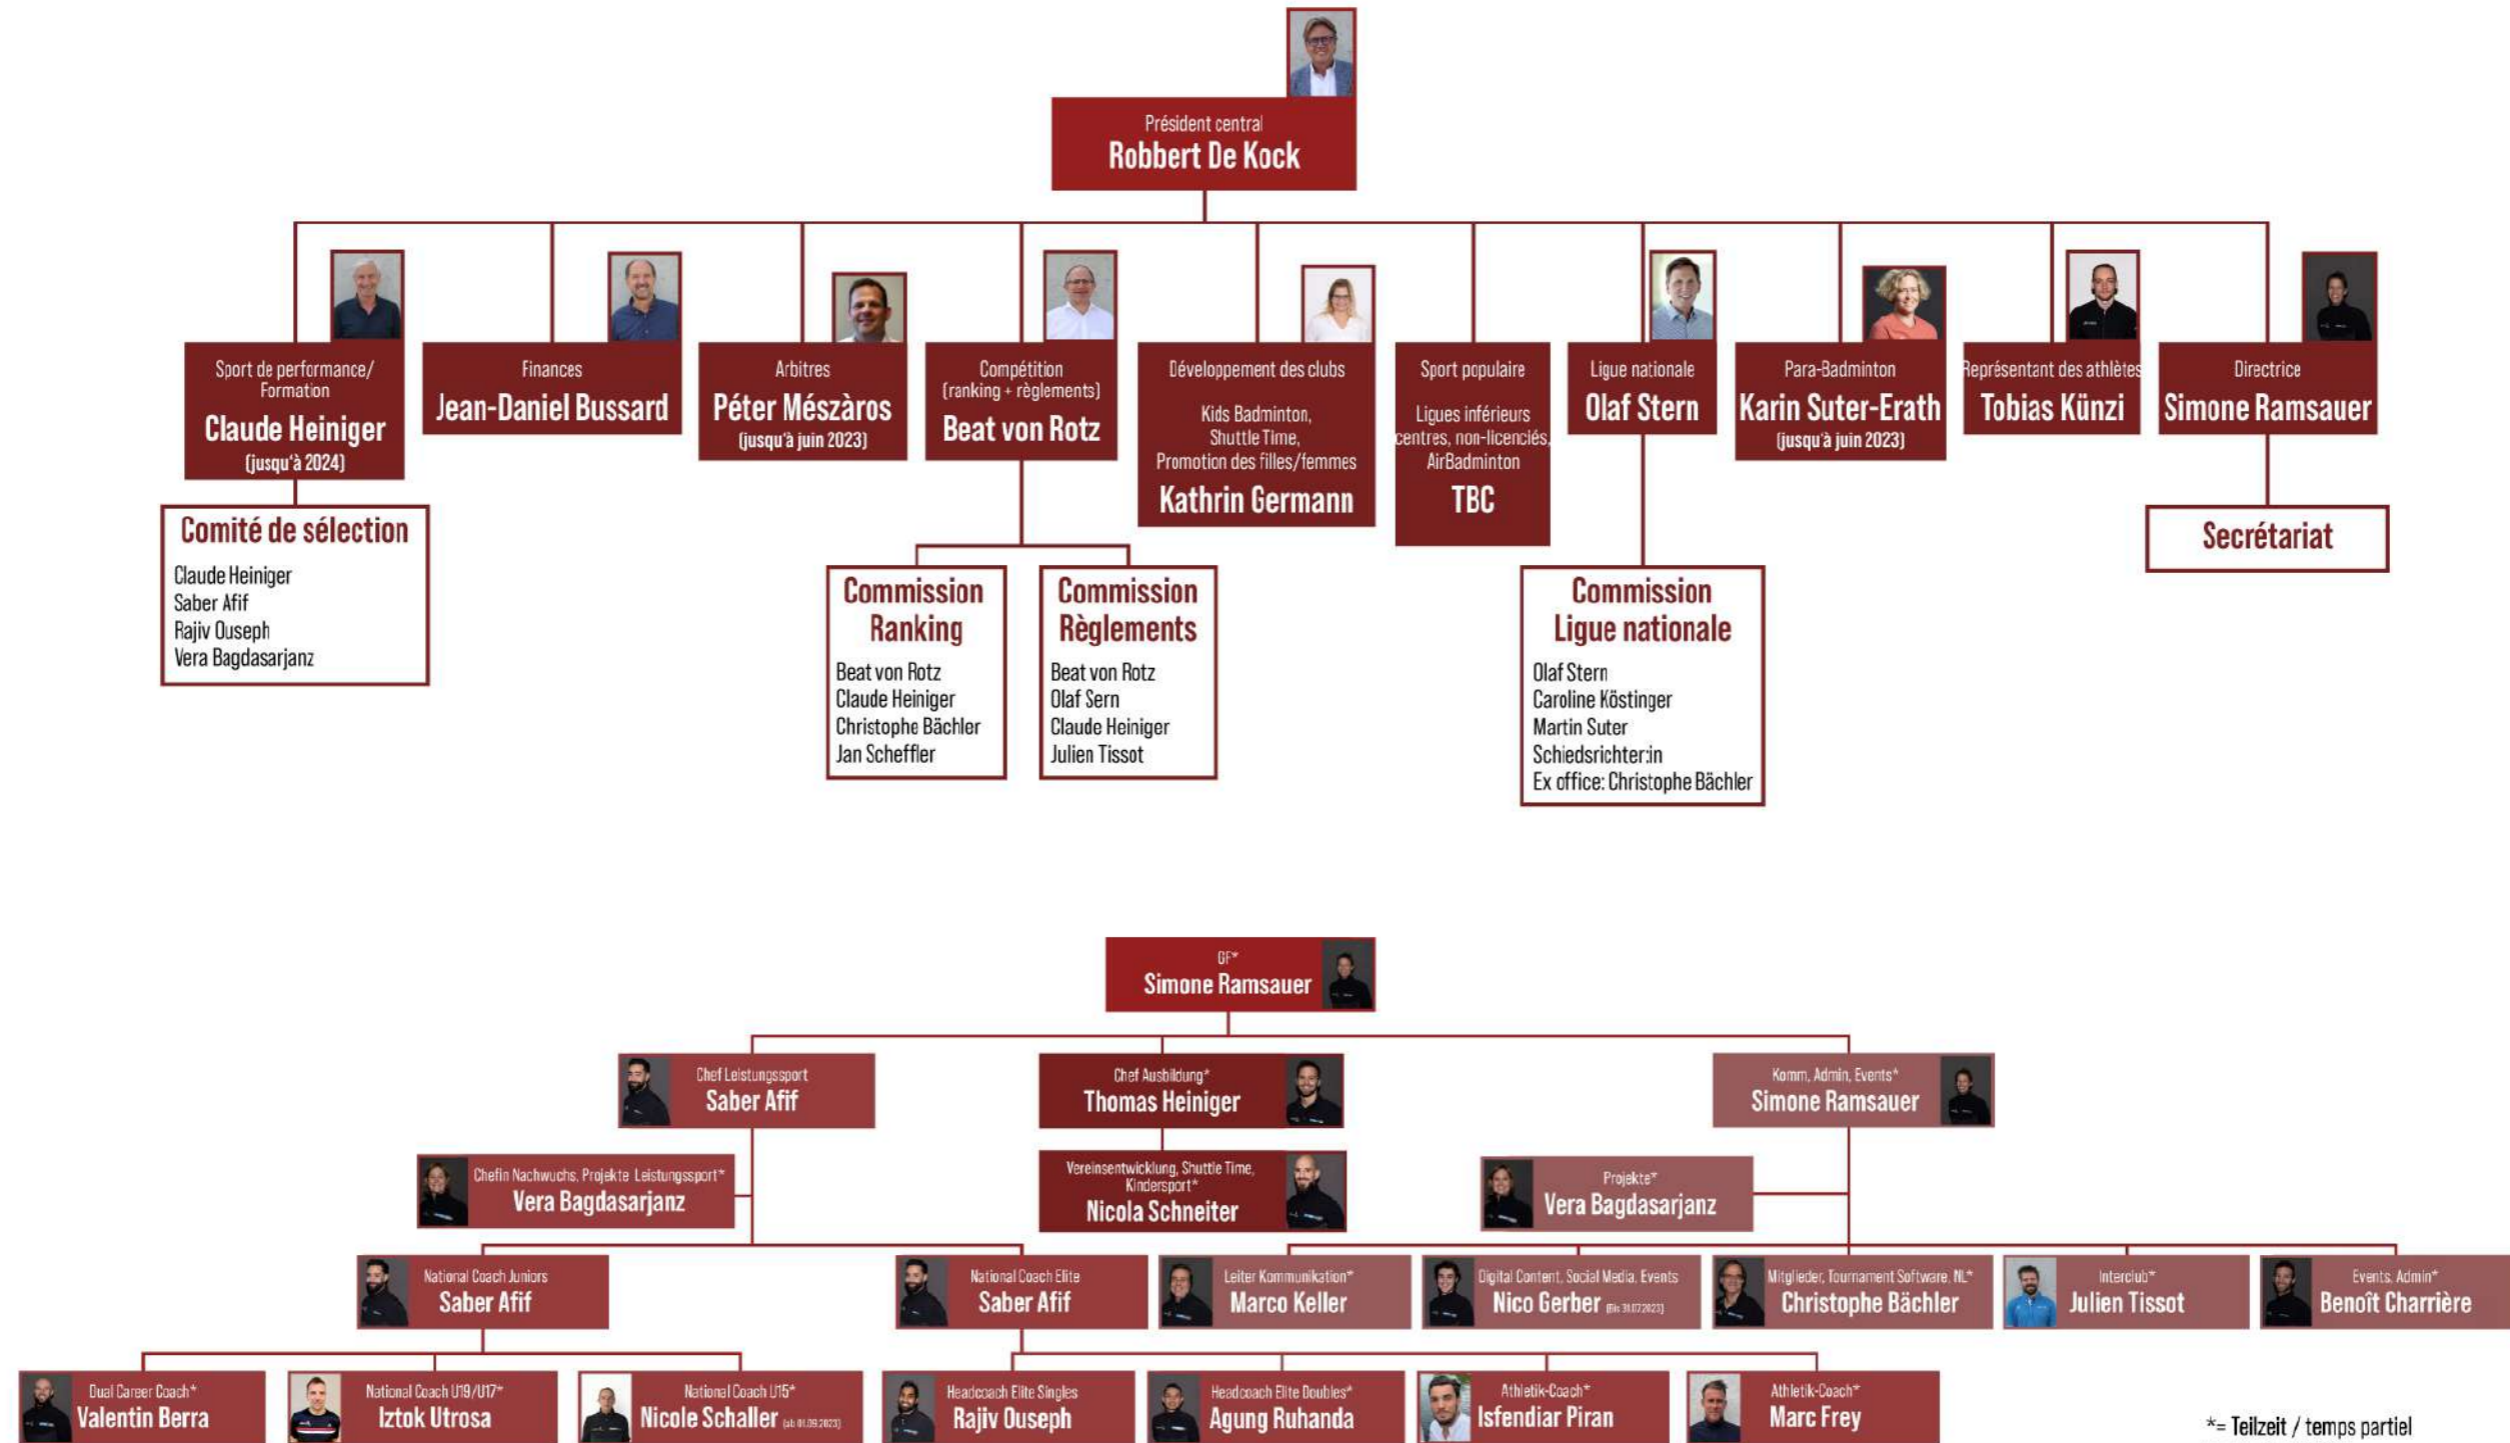 Président central
Robbert De Kock
Sport de performance/
Formation
Claude Heiniger
(jusqu'à 2024)
Finances
Jean-Daniel Bussard
Arbitres
Péter Mészàros
(jusqu'à juin 2023)
Compétition
(ranking + règlements)
Beat von Rotz
Développement des clubs
Kids Badminton,
Shuttle Time,
Promotion des filles/femmes
Kathrin Germann
Sport populaire
Ligues inférieurs
centres, non-licenciés,
AirBadminton
TBC
Ligue nationale
Olaf Stern
Para-Badminton
Karin Suter-Erath
(jusqu'à juin 2023)
Représentant des athlètes
Tobias Künzi
Directrice
Simone Ramsauer
Comité de sélection
Claude Heiniger
Saber Afif
Rajiv Ouseph
Vera Bagdasarjanz
Commission
Ranking
Beat von Rotz
Claude Heiniger
Christophe Bächler
Jan Scheffler
Commission
Règlements
Beat von Rotz
Olaf Sern
Claude Heiniger
Julien Tissot
Commission
Ligue nationale
Olaf Stern
Caroline Köstinger
Martin Suter
Schiedsrichter:in
Ex office: Christophe Bächler
Secrétariat
GF*
Simone Ramsauer
Chef Leistungssport
Saber Afif
Chef Ausbildung*
Thomas Heiniger
Komm, Admin, Events*
Simone Ramsauer
Chefin Nachwuchs, Projekte Leistungssport*
Vera Bagdasarjanz
Vereinsentwicklung, Shuttle Time,
Kindersport*
Nicola Schneiter
Projekte*
Vera Bagdasarjanz
National Coach Juniors
Saber Afif
National Coach Elite
Saber Afif
Leiter Kommunikation*
Marco Keller
Digital Content, Social Media, Events
Nico Gerber (Bis 31.07.2023)
Mitglieder, Tournament Software, NL*
Christophe Bächler
Interclub*
Julien Tissot
Events, Admin*
Benoît Charrière
Dual Career Coach*
Valentin Berra
National Coach U19/U17*
Iztok Utrosa
National Coach U15*
Nicole Schaller (ab 01.09.2023)
Headcoach Elite Singles
Rajiv Ouseph
Headcoach Elite Doubles*
Agung Ruhanda
Athletik-Coach*
Isfendiar Piran
Athletik-Coach*
Marc Frey
*= Teilzeit / temps partiel